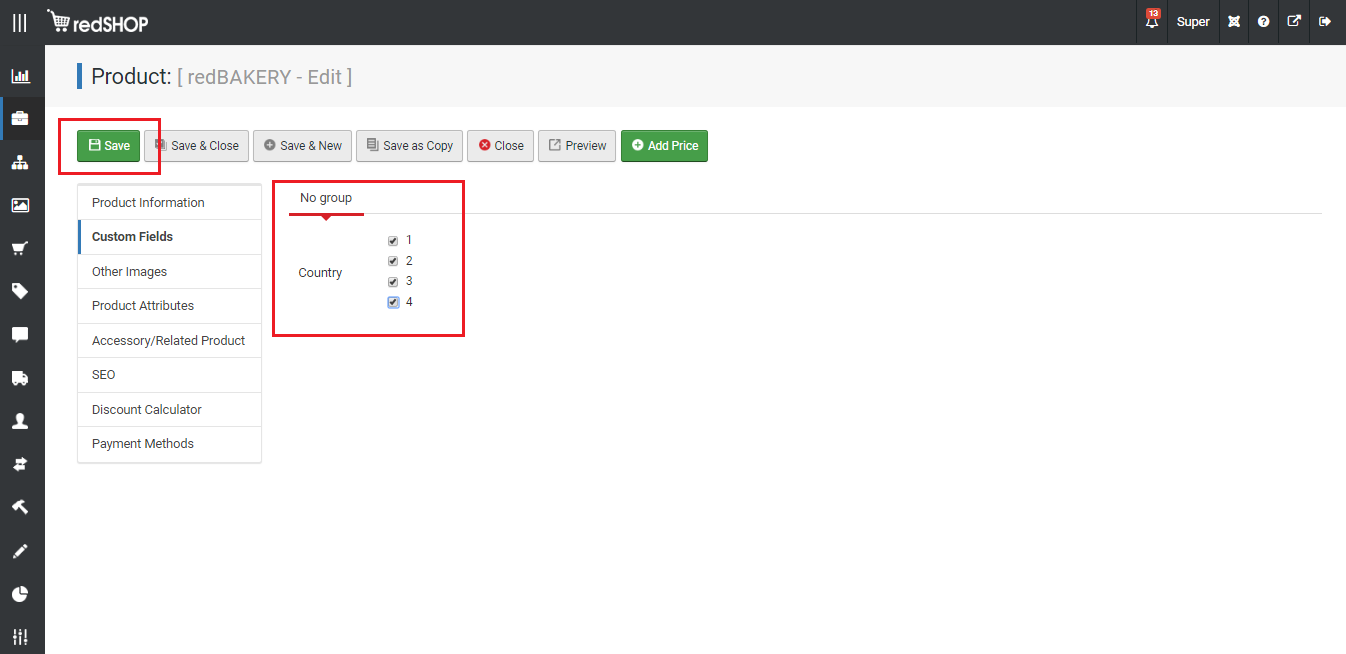 redSHOP
13
Super
Product: [ redBAKERY - Edit ]
Save
Save & Close
Save & New
Save as Copy
Close
Preview
Add Price
Product Information
Custom Fields
Other Images
Product Attributes
Accessory/Related Product
SEO
Discount Calculator
Payment Methods
No group
Country
1
2
3
4